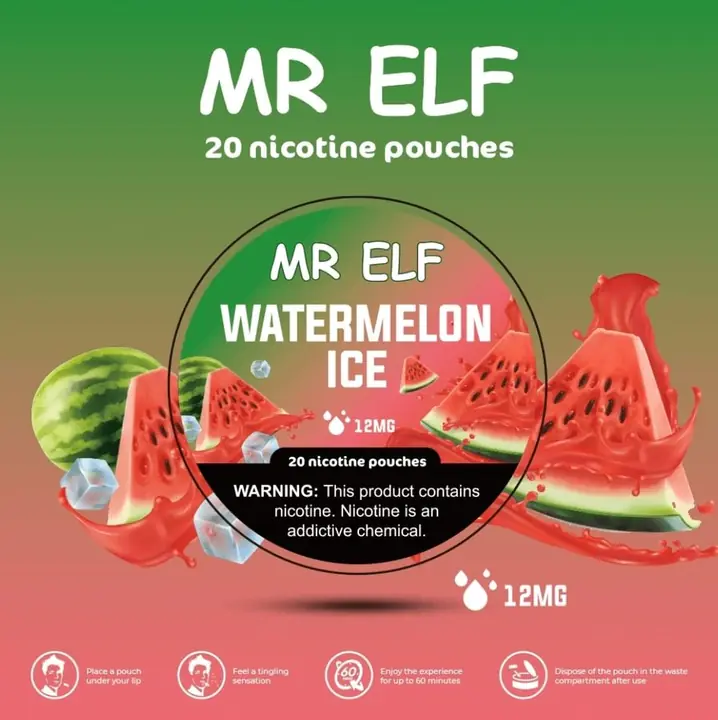 MR ELF
20 nicotine pouches
MR ELF
WATERMELON
ICE
12MG
20 nicotine pouches
WARNING: This product contains
nicotine. Nicotine is an
addictive chemical.
12MG
Place a pouch
under your lip
Feel a tingling
sensation
60
Enjoy the experience
for up to 60 minutes
Dispose of the pouch in the waste
compartment after use